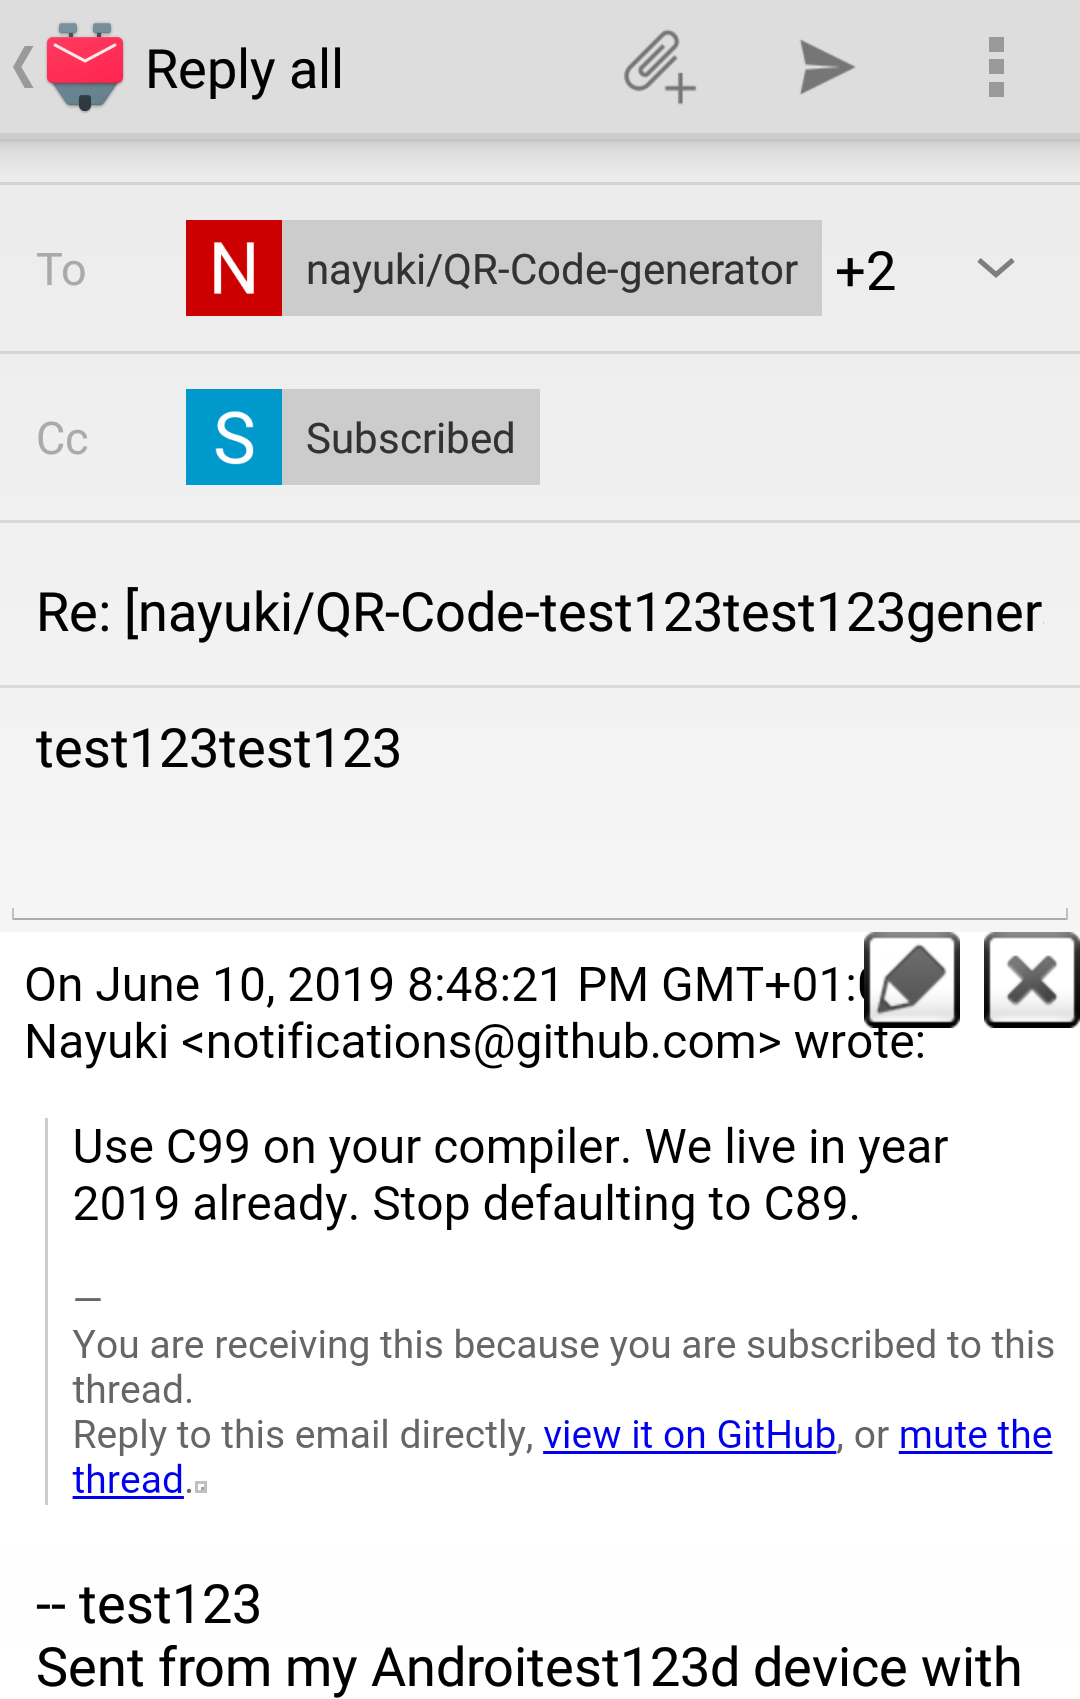 Reply all
To N nayuki/QR-Code-generator +2
Cc S Subscribed
Re: [nayuki/QR-Code-test123test123gener
test123test123
On June 10, 2019 8:48:21 PM GMT+01:
Nayuki <notifications@github.com> wrote:
Use C99 on your compiler. We live in year
2019 already. Stop defaulting to C89.
—
You are receiving this because you are subscribed to this
thread.
Reply to this email directly, view it on GitHub, or mute the
thread.
-- test123
Sent from my Androitest123d device with